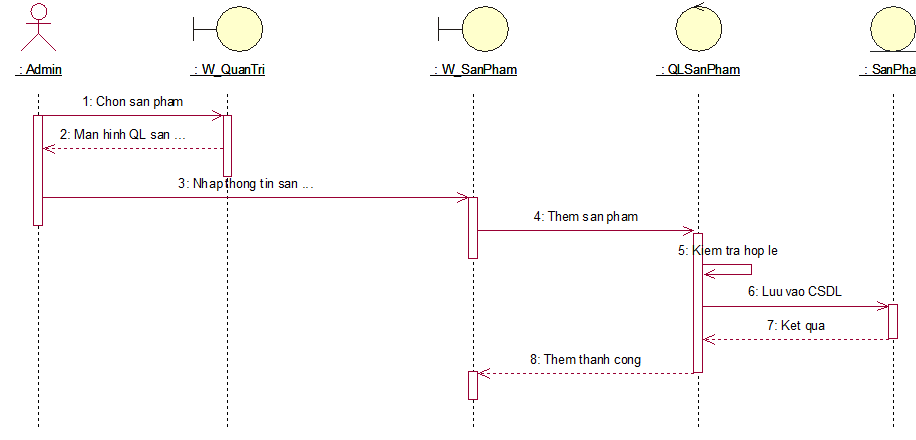 : Admin
: W_QuanTri
: W_SanPham
: QLSanPham
: SanPha
1: Chon san pham
2: Man hinh QL san ...
3: Nhap thong tin san ...
4: Them san pham
5: Kiem tra hop le
6: Luu vao CSDL
7: Ket qua
8: Them thanh cong